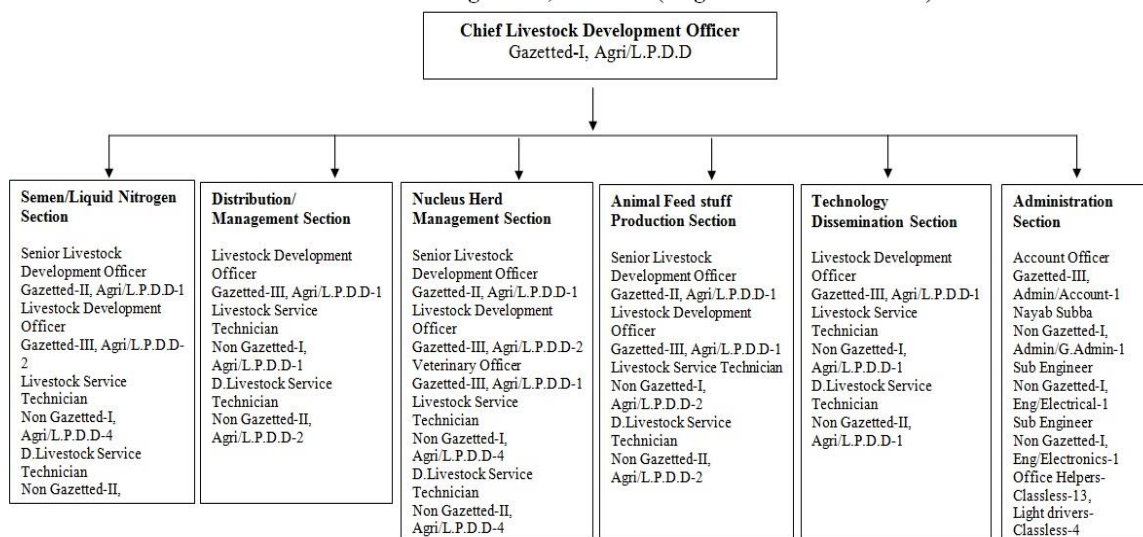 Chief Livestock Development Officer
Gazetted-I, Agri/L.P.D.D
Semen/Liquid Nitrogen
Section
Senior Livestock
Development Officer
Gazetted-II, Agri/L.P.D.D-1
Livestock Development
Officer
Gazetted-III, Agri/L.P.D.D-
2
Livestock Service
Technician
Non Gazetted-I,
Agri/L.P.D.D-4
D.Livestock Service
Technician
Non Gazetted-II,
Distribution/
Management Section
Livestock Development
Officer
Gazetted-III, Agri/L.P.D.D-1
Livestock Service
Technician
Non Gazetted-I,
Agri/L.P.D.D-1
D.Livestock Service
Technician
Non Gazetted-II,
Agri/L.P.D.D-2
Nucleus Herd
Management Section
Senior Livestock
Development Officer
Gazetted-II, Agri/L.P.D.D-1
Livestock Development
Officer
Gazetted-III, Agri/L.P.D.D-2
Veterinary Officer
Gazetted-III, Agri/L.P.D.D-1
Livestock Service
Technician
Non Gazetted-I,
Agri/L.P.D.D-4
D.Livestock Service
Technician
Non Gazetted-II,
Agri/L.P.D.D-4
Animal Feed stuff
Production Section
Senior Livestock
Development Officer
Gazetted-II, Agri/L.P.D.D-1
Livestock Development
Officer
Gazetted-III, Agri/L.P.D.D-1
Livestock Service Technician
Non Gazetted-I,
Agri/L.P.D.D-2
D.Livestock Service
Technician
Non Gazetted-II,
Agri/L.P.D.D-2
Technology
Dissemination Section
Livestock Development
Officer
Gazetted-III, Agri/L.P.D.D-1
Livestock Service
Technician
Non Gazetted-I,
Agri/L.P.D.D-1
D.Livestock Service
Technician
Non Gazetted-II,
Agri/L.P.D.D-1
Administration
Section
Account Officer
Gazetted-III,
Admin/Account-1
Nayab Subba
Non Gazetted-I,
Admin/G.Admin-1
Sub Engineer
Non Gazetted-I,
Eng/Electrical-1
Sub Engineer
Non Gazetted-I,
Eng/Electronics-1
Office Helpers-
Classless-13,
Light drivers-
Classless-4